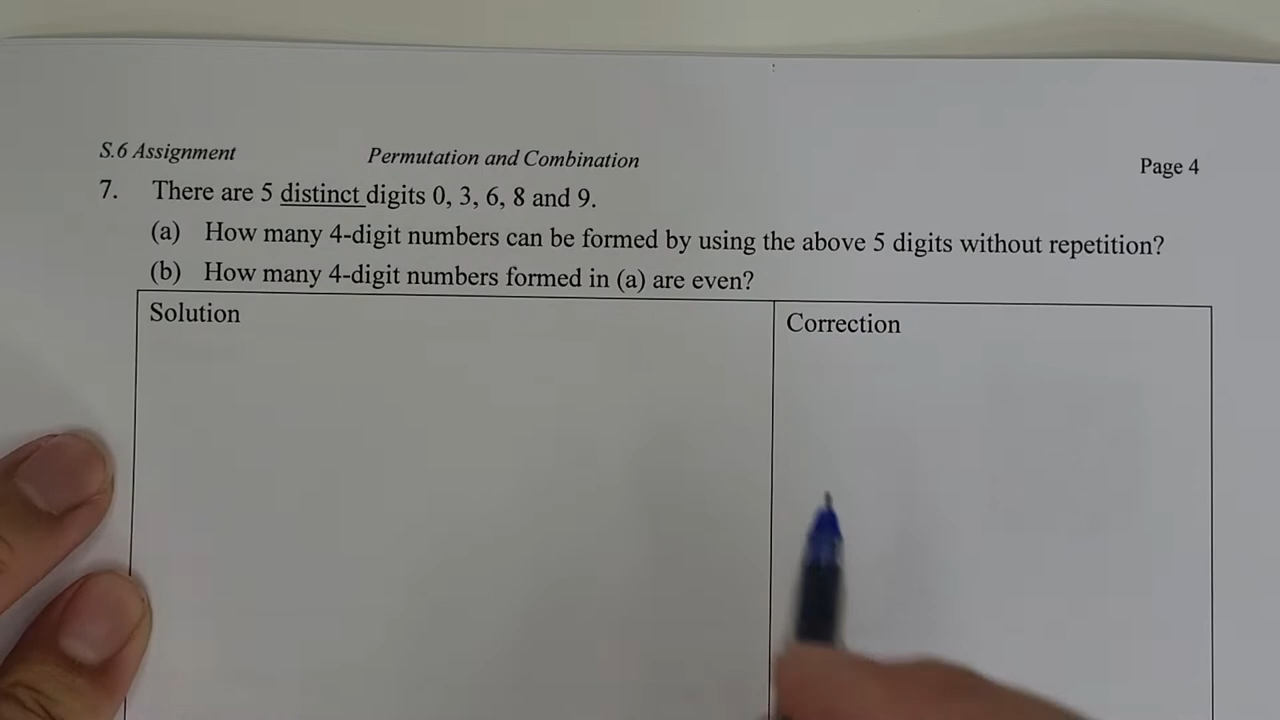 S.6 Assignment Permutation and Combination Page 4
7. There are 5 distinct digits 0, 3, 6, 8 and 9.
(a) How many 4-digit numbers can be formed by using the above 5 digits without repetition?
(b) How many 4-digit numbers formed in (a) are even?
Solution
Correction